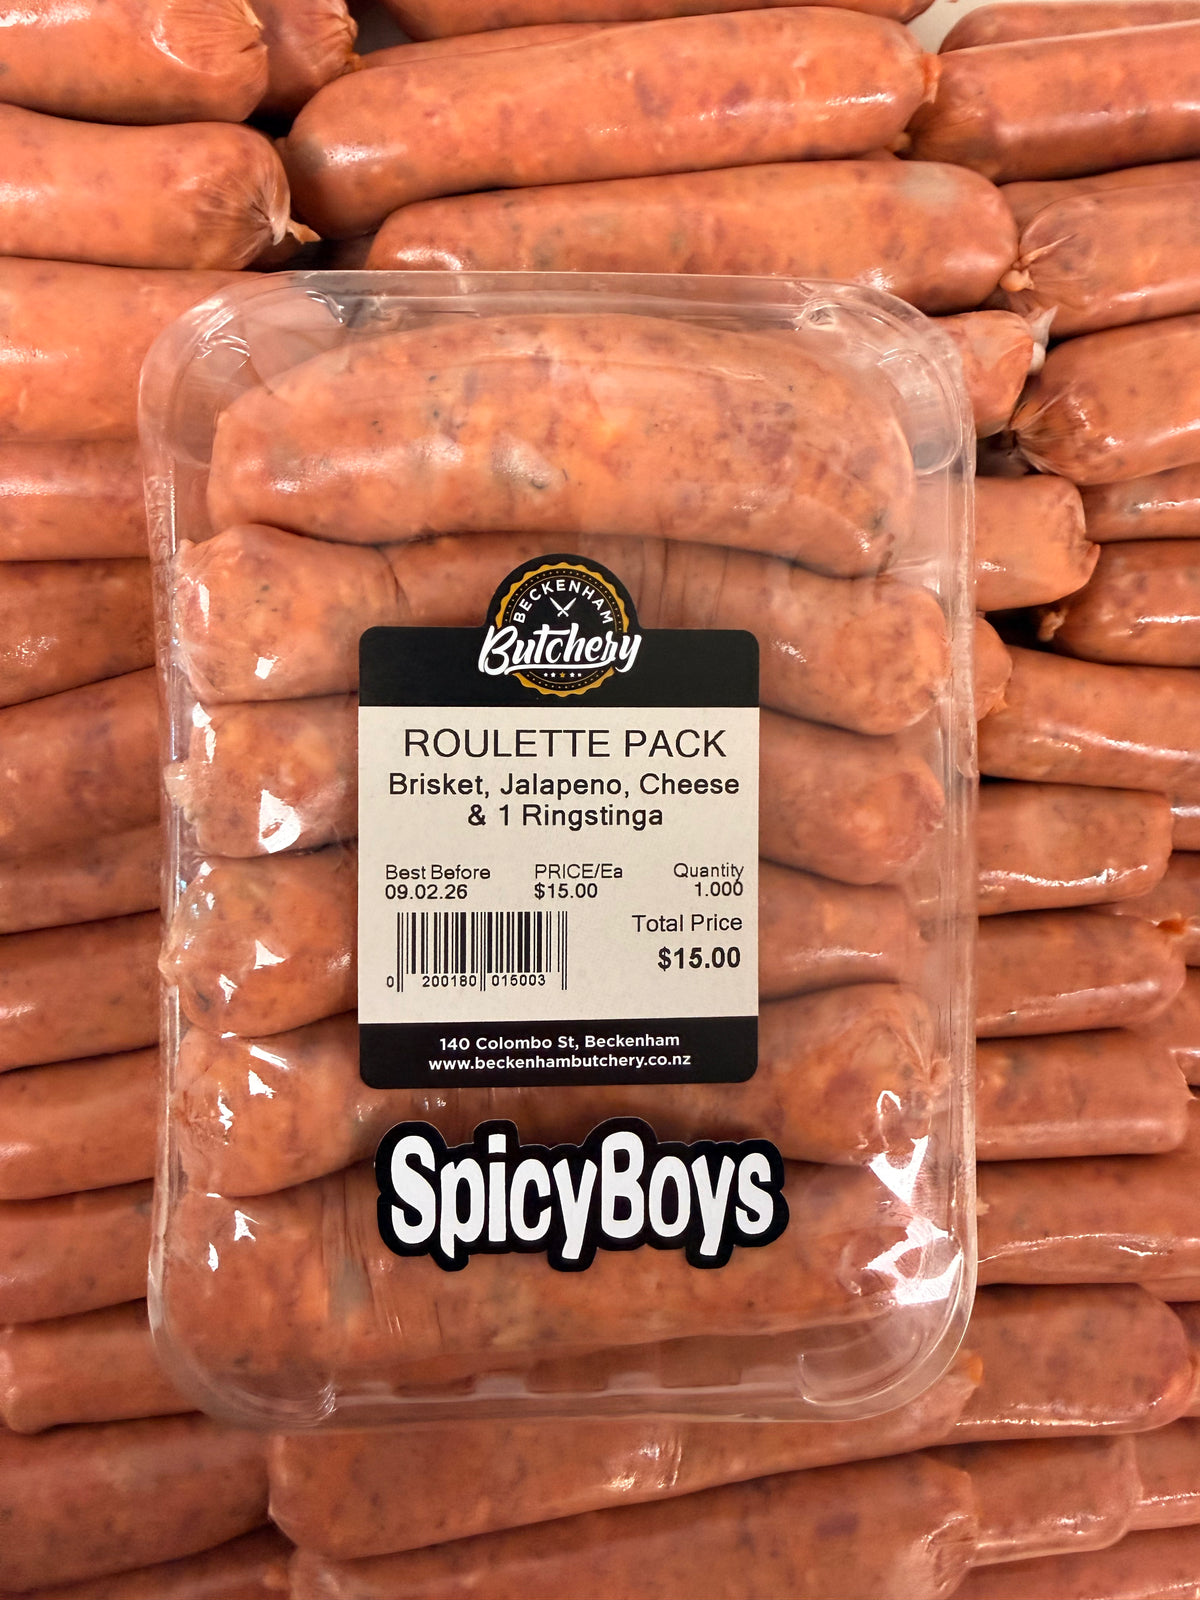 BECKENHAM
Butchery
ROULETTE PACK
Brisket, Jalapeno, Cheese
& 1 Ringstinga
Best Before PRICE/Ea Quantity
09.02.26 $15.00 1.000
Total Price
$15.00
0 200180 015003
140 Colombo St, Beckenham
www.beckenhambutchery.co.nz
SpicyBoys